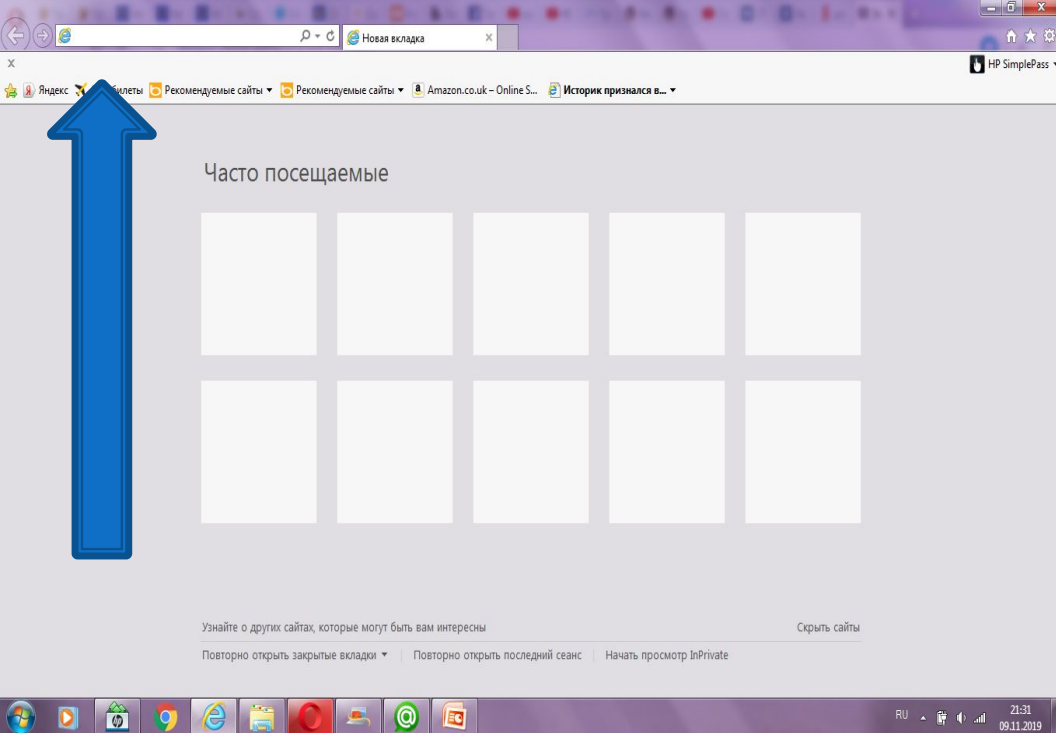 Новая вкладка
x
HP SimplePass
Яндекс билеты Рекомендуемые сайты Рекомендуемые сайты Amazon.co.uk – Online S... Историк признался в...
Часто посещаемые
Узнайте о других сайтах, которые могут быть вам интересны
Скрыть сайты
Повторно открыть закрытые вкладки
Повторно открыть последний сеанс
Начать просмотр InPrivate
RU
21:31
09.11.2019